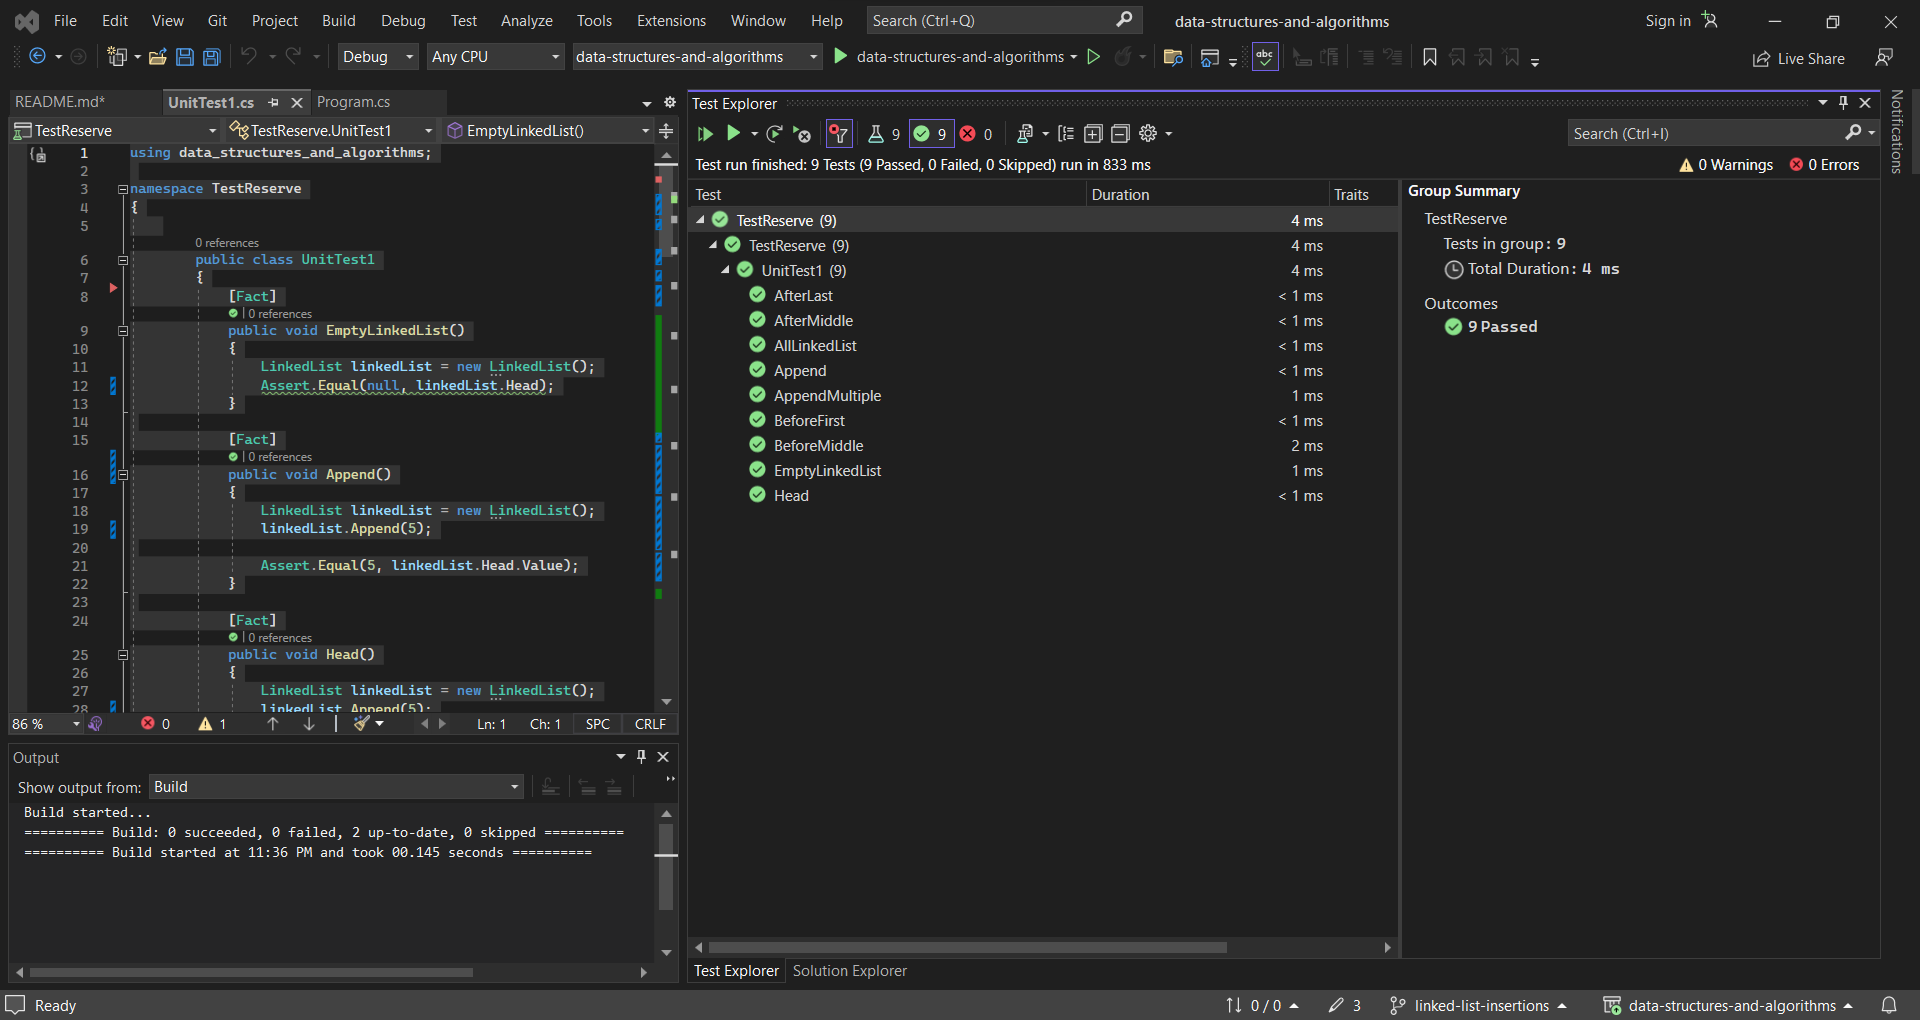 File Edit View Git Project Build Debug Test Analyze Tools Extensions Window Help Search (Ctrl+Q) data-structures-and-algorithms Sign in
Debug Any CPU data-structures-and-algorithms data-structures-and-algorithms abc Live Share
README.md* UnitTest1.cs Program.cs
TestReserve TestReserve.UnitTest1 EmptyLinkedList()
1 using data_structures_and_algorithms;
2
3 namespace TestReserve
4 {
5
0 references
6 public class UnitTest1
7 {
8 [Fact]
| 0 references
9 public void EmptyLinkedList()
10 {
11 LinkedList linkedList = new LinkedList();
12 Assert.Equal(null, linkedList.Head);
13 }
14
15 [Fact]
| 0 references
16 public void Append()
17 {
18 LinkedList linkedList = new LinkedList();
19 linkedList.Append(5);
20
21 Assert.Equal(5, linkedList.Head.Value);
22 }
23
24 [Fact]
| 0 references
25 public void Head()
26 {
27 LinkedList linkedList = new LinkedList();
28 linkedList.Append(5);
86 % 0 1 Ln: 1 Ch: 1 SPC CRLF
Output
Show output from: Build
Build started...
========== Build: 0 succeeded, 0 failed, 2 up-to-date, 0 skipped ==========
========== Build started at 11:36 PM and took 00.145 seconds ==========
Test Explorer
9 9 0 Search (Ctrl+I)
Test run finished: 9 Tests (9 Passed, 0 Failed, 0 Skipped) run in 833 ms 0 Warnings 0 Errors
Test Duration Traits
TestReserve (9) 4 ms
TestReserve (9) 4 ms
UnitTest1 (9) 4 ms
AfterLast < 1 ms
AfterMiddle < 1 ms
AllLinkedList < 1 ms
Append < 1 ms
AppendMultiple 1 ms
BeforeFirst < 1 ms
BeforeMiddle 2 ms
EmptyLinkedList 1 ms
Head < 1 ms
Group Summary
TestReserve
Tests in group: 9
Total Duration: 4 ms
Outcomes
9 Passed
Test Explorer Solution Explorer
Notifications
Ready 0 / 0 3 linked-list-insertions data-structures-and-algorithms